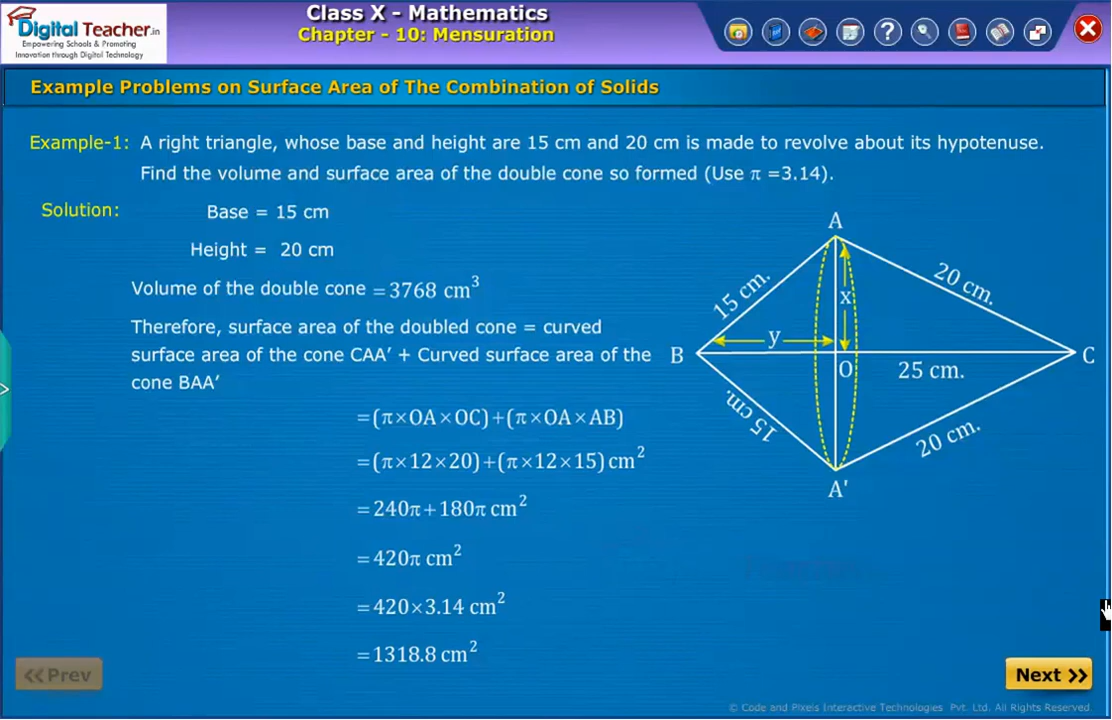 Digital Teacher.in
Empowering Schools & Promoting
Innovation through Digital Technology
Class X - Mathematics
Chapter - 10: Mensuration
Example Problems on Surface Area of The Combination of Solids
Example-1: A right triangle, whose base and height are 15 cm and 20 cm is made to revolve about its hypotenuse.
Find the volume and surface area of the double cone so formed (Use π =3.14).
Solution: Base = 15 cm
Height = 20 cm
Volume of the double cone = 3768 cm³
Therefore, surface area of the doubled cone = curved
surface area of the cone CAA′ + Curved surface area of the
cone BAA′
=(π×OA×OC)+(π×OA×AB)
=(π×12×20)+(π×12×15) cm²
=240π+180π cm²
=420π cm²
=420×3.14 cm²
=1318.8 cm²
A
15 cm.
20 cm.
x
y
B
O
25 cm.
C
15 cm.
20 cm.
A'
<< Prev
Next >>
© Code and Pixels Interactive Technologies Pvt. Ltd. All Rights Reserved.